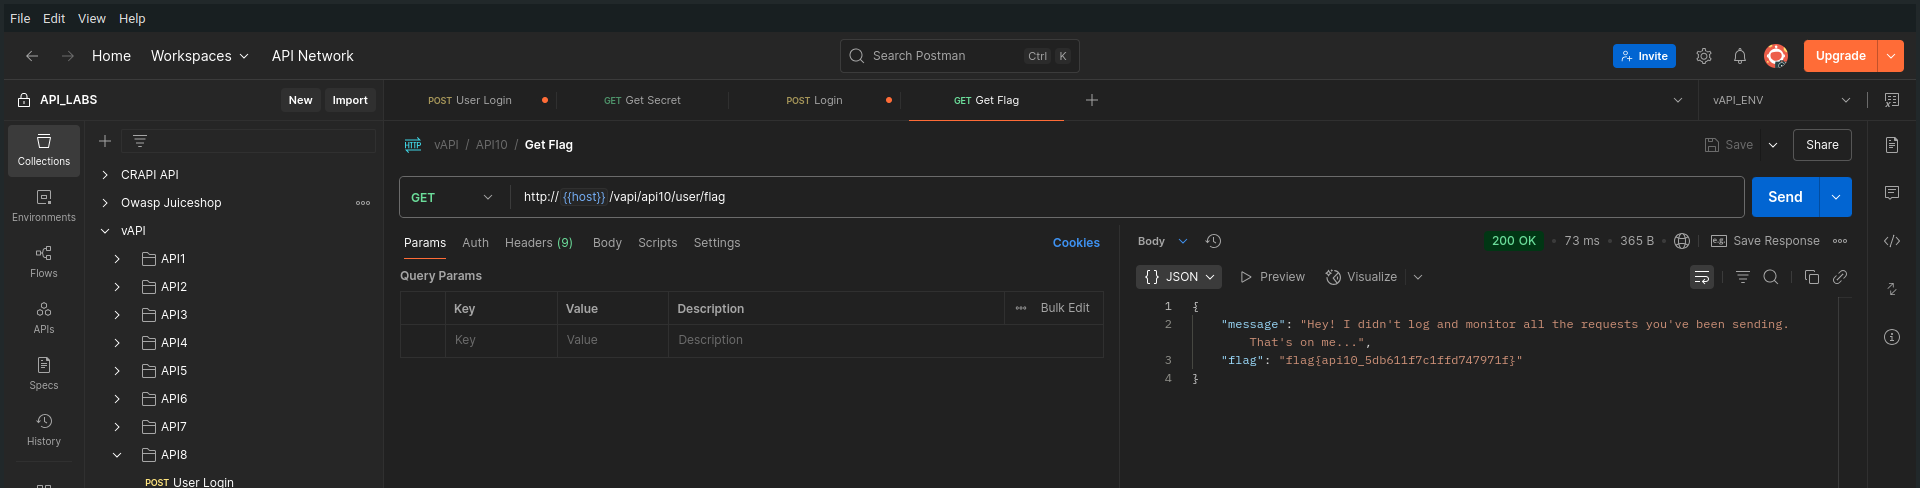 File Edit View Help
Home Workspaces API Network Search Postman Ctrl K Invite Upgrade
API_LABS New Import POST User Login GET Get Secret POST Login GET Get Flag vAPI_ENV
Collections
Environments
Flows
APIs
Specs
History
CRAPI API
Owasp Juiceshop
vAPI
API1
API2
API3
API4
API5
API6
API7
API8
POST User Login
HTTP vAPI / API10 / Get Flag Save Share
GET http:// {{host}} /vapi/api10/user/flag Send
Params Auth Headers (9) Body Scripts Settings Cookies
Query Params
Key Value Description Bulk Edit
Key Value Description
Body 200 OK 73 ms 365 B Save Response
{} JSON Preview Visualize
1 {
2 "message": "Hey! I didn't log and monitor all the requests you've been sending.
That's on me...",
3 "flag": "flag{api10_5db611f7c1ffd747971f}"
4 }